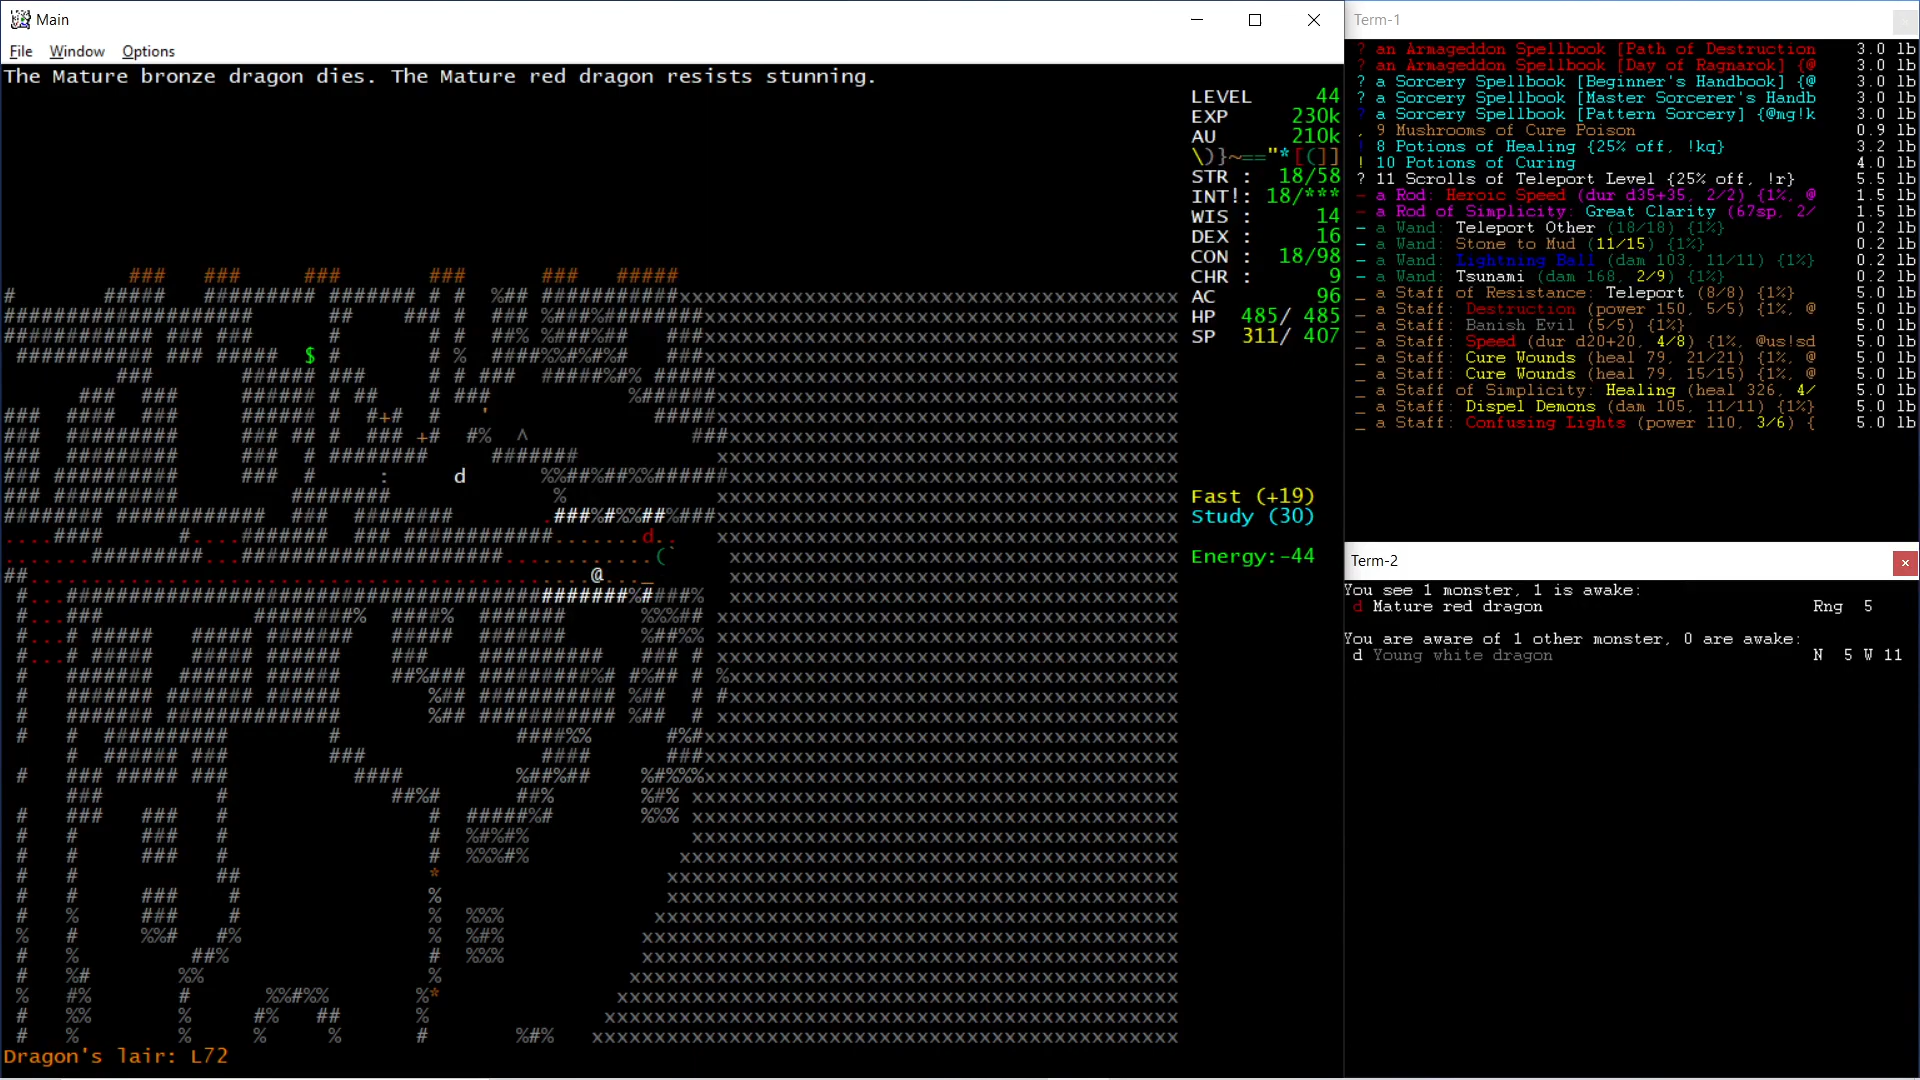 Main
File Window Options
The Mature bronze dragon dies. The Mature red dragon resists stunning.
LEVEL 44
EXP 230k
AU 210k
\)}~=="*[(]]
STR : 18/58
INT!: 18/***
WIS : 14
DEX : 16
CON : 18/98
CHR : 9
AC 96
HP 485/ 485
SP 311/ 407
Fast (+19)
Study (30)
Energy:-44
Dragon's lair: L72
Term-1
? an Armageddon Spellbook [Path of Destruction 3.0 lb
? an Armageddon Spellbook [Day of Ragnarok] {@ 3.0 lb
? a Sorcery Spellbook [Beginner's Handbook] {@ 3.0 lb
? a Sorcery Spellbook [Master Sorcerer's Handb 3.0 lb
? a Sorcery Spellbook [Pattern Sorcery] {@mg!k 3.0 lb
, 9 Mushrooms of Cure Poison 0.9 lb
! 8 Potions of Healing {25% off, !kq} 3.2 lb
! 10 Potions of Curing 4.0 lb
? 11 Scrolls of Teleport Level {25% off, !r} 5.5 lb
- a Rod: Heroic Speed (dur d35+35, 2/2) {1%, @ 1.5 lb
- a Rod of Simplicity: Great Clarity (67sp, 2/ 1.5 lb
- a Wand: Teleport Other (18/18) {1%} 0.2 lb
- a Wand: Stone to Mud (11/15) {1%} 0.2 lb
- a Wand: Lightning Ball (dam 103, 11/11) {1%} 0.2 lb
- a Wand: Tsunami (dam 168, 2/9) {1%} 0.2 lb
_ a Staff of Resistance: Teleport (8/8) {1%} 5.0 lb
_ a Staff: Destruction (power 150, 5/5) {1%, @ 5.0 lb
_ a Staff: Banish Evil (5/5) {1%} 5.0 lb
_ a Staff: Speed (dur d20+20, 4/8) {1%, @us!sd 5.0 lb
_ a Staff: Cure Wounds (heal 79, 21/21) {1%, @ 5.0 lb
_ a Staff: Cure Wounds (heal 79, 15/15) {1%, @ 5.0 lb
_ a Staff of Simplicity: Healing (heal 326, 4/ 5.0 lb
_ a Staff: Dispel Demons (dam 105, 11/11) {1%} 5.0 lb
_ a Staff: Confusing Lights (power 110, 3/6) { 5.0 lb
Term-2
You see 1 monster, 1 is awake:
d Mature red dragon Rng 5
You are aware of 1 other monster, 0 are awake:
d Young white dragon N 5 W 11